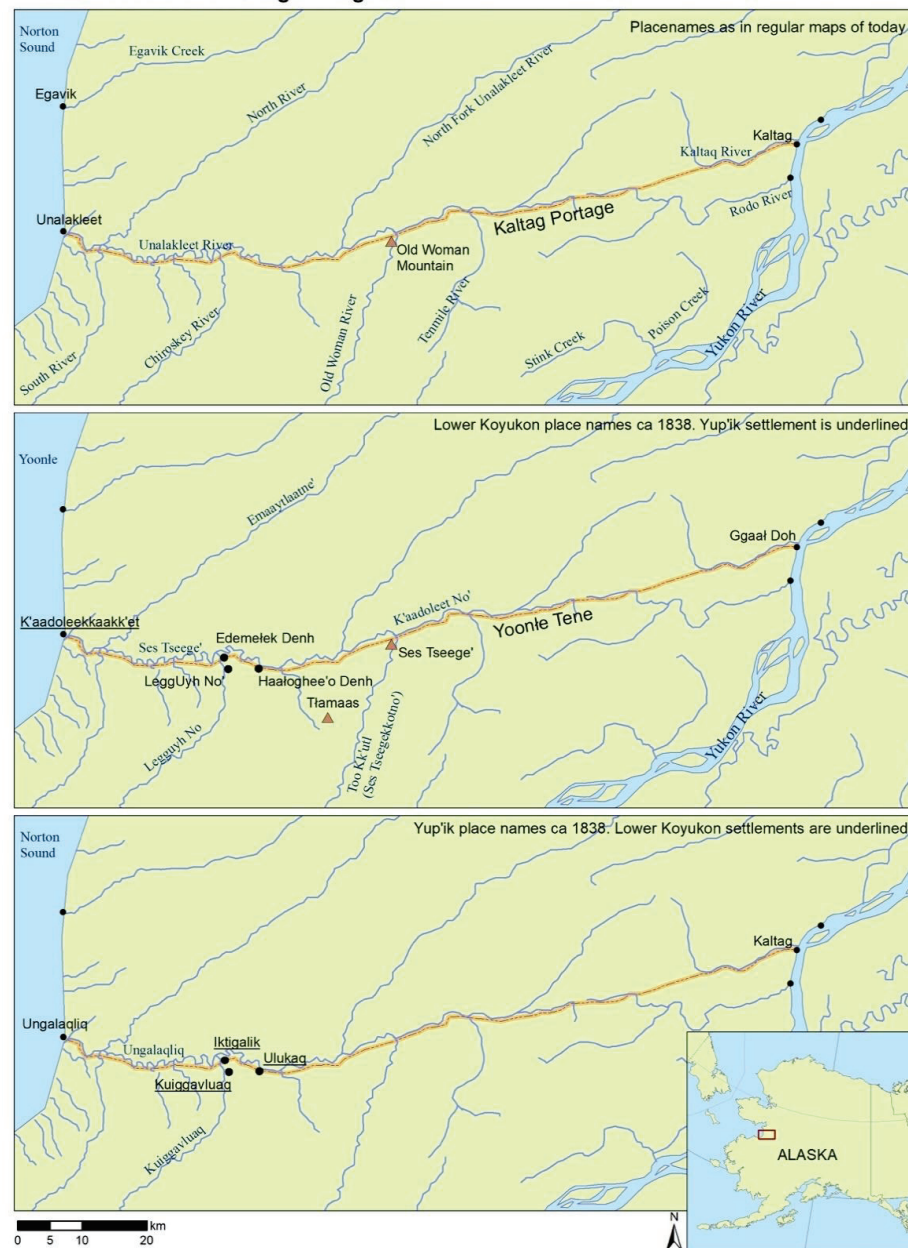 Placenames as in regular maps of today
Norton
Sound
Egavik Creek
Egavik
North River
North Fork Unalakleet River
Kaltag
Kaltaq River
Rodo River
Unalakleet
Unalakleet River
Kaltag Portage
Old Woman
Mountain
South River
Chiroskey River
Old Woman River
Tenmile River
Stink Creek
Poison Creek
Yukon River
Lower Koyukon place names ca 1838. Yup'ik settlement is underlined
Yoonłe
Emaaytlaatne'
Ggaał Doh
K'aadoleekkaakk'et
K'aadoleet No'
Yoonłe Tene
Ses Tseege'
Edemełek Denh
Ses Tseege'
LeggUyh No'
Haałoghee'o Denh
Tłamaas
Legguyh No
Too Kk'utl
(Ses Tseegekkotno')
Yukon River
Yup'ik place names ca 1838. Lower Koyukon settlements are underlined
Norton
Sound
Kaltag
Ungalaqliq
Ungalaqliq
Iktigalik
Ulukaq
Kuiggavluaq
Kuiggavluaq
ALASKA
km
0 5 10 20
N